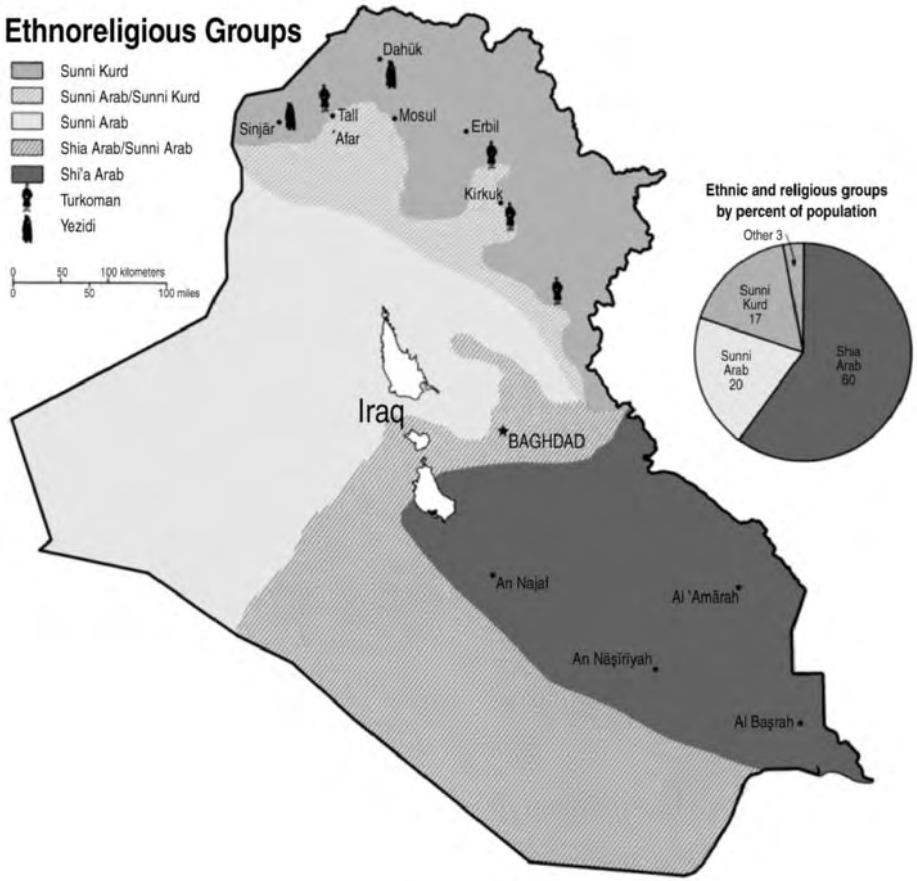 Ethnoreligious Groups
Sunni Kurd
Sunni Arab/Sunni Kurd
Sunni Arab
Shia Arab/Sunni Arab
Shi'a Arab
Turkoman
Yezidi
0 50 100 kilometers
0 50 100 miles
Dahūk
Sinjār
Tall
'Afar
Mosul
Erbil
Kirkuk
Iraq
BAGHDAD
An Najaf
Al 'Amārah
An Nāşirīyah
Al Başrah
Ethnic and religious groups
by percent of population
Other 3
Sunni
Kurd
17
Sunni
Arab
20
Shia
Arab
60